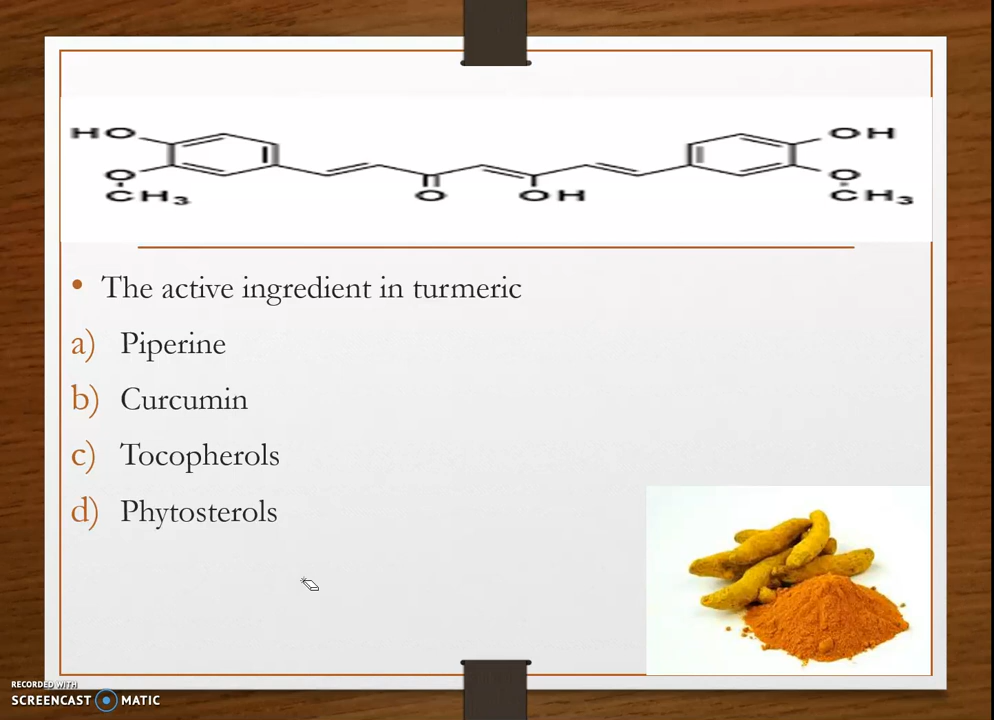 HO OH
O O O OH
CH3 CH3
• The active ingredient in turmeric
a) Piperine
b) Curcumin
c) Tocopherols
d) Phytosterols
RECORDED WITH
SCREENCAST MATIC